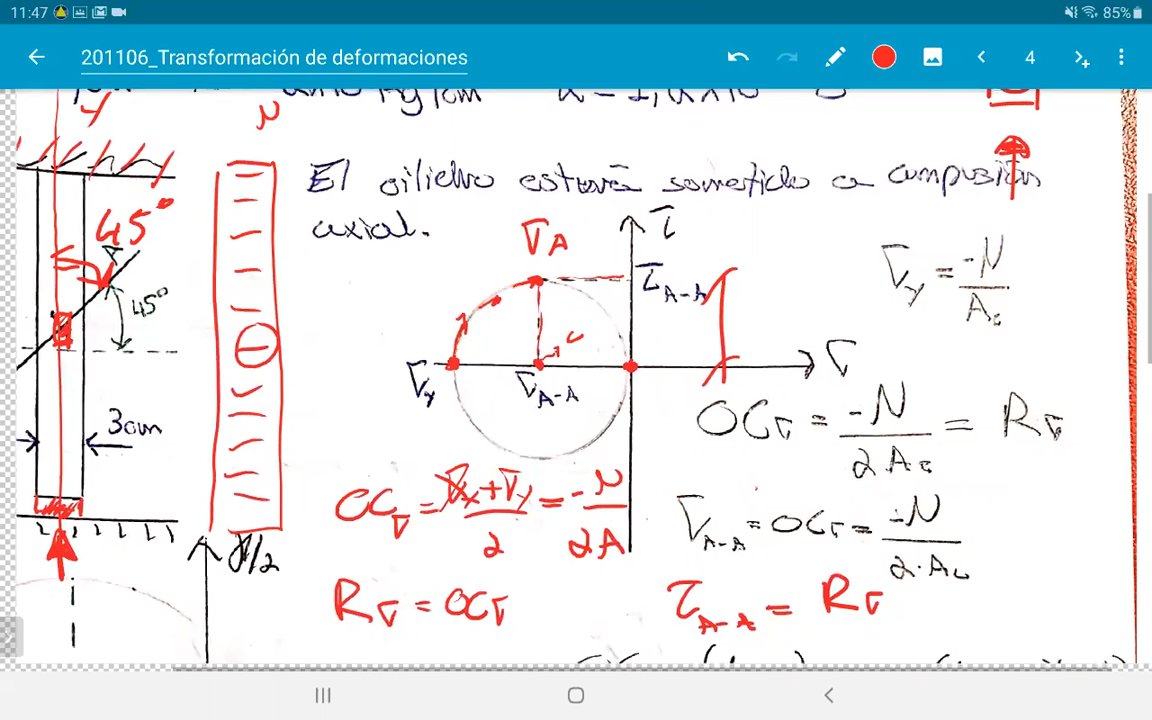 11:47
85%
201106_Transformación de deformaciones
4
N
El cilindro estará sometido a compresión
axial.
45°
45°
3cm
σA
τ
τA-A
σy = -N/Ac
C
σy
σA-A
σ
OCσ = -N/2Ac = Rσ
OCσ = σx+σy/2 = -N/2A
σA-A = OCσ = -N/2·Ac
γ/2
Rσ = OCσ
τA-A = Rσ